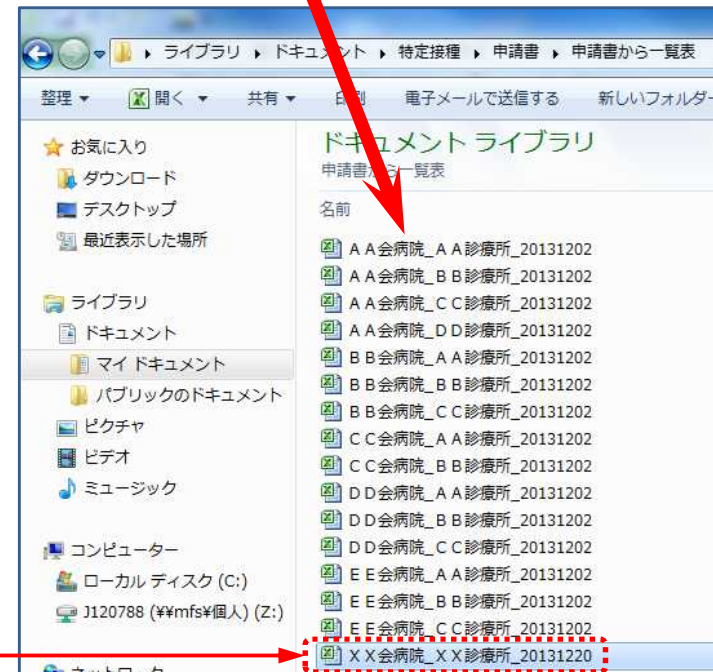 ライブラリ ▸ ドキュメント ▸ 特定接種 ▸ 申請書 ▸ 申請書から一覧表
整理 ▼ 開く ▼ 共有 ▼ 印刷 電子メールで送信する 新しいフォルダー
お気に入り
ダウンロード
デスクトップ
最近表示した場所
ライブラリ
ドキュメント
マイ ドキュメント
パブリックのドキュメント
ピクチャ
ビデオ
ミュージック
コンピューター
ローカル ディスク (C:)
J120788 (¥¥mfs¥個人) (Z:)
ネットワーク
ドキュメント ライブラリ
申請書から一覧表
名前
ＡＡ会病院_ＡＡ診療所_20131202
ＡＡ会病院_ＢＢ診療所_20131202
ＡＡ会病院_ＣＣ診療所_20131202
ＡＡ会病院_ＤＤ診療所_20131202
ＢＢ会病院_ＡＡ診療所_20131202
ＢＢ会病院_ＢＢ診療所_20131202
ＢＢ会病院_ＣＣ診療所_20131202
ＣＣ会病院_ＡＡ診療所_20131202
ＣＣ会病院_ＢＢ診療所_20131202
ＤＤ会病院_ＡＡ診療所_20131202
ＤＤ会病院_ＢＢ診療所_20131202
ＤＤ会病院_ＣＣ診療所_20131202
ＥＥ会病院_ＡＡ診療所_20131202
ＥＥ会病院_ＢＢ診療所_20131202
ＥＥ会病院_ＣＣ診療所_20131202
ＸＸ会病院_ＸＸ診療所_20131220